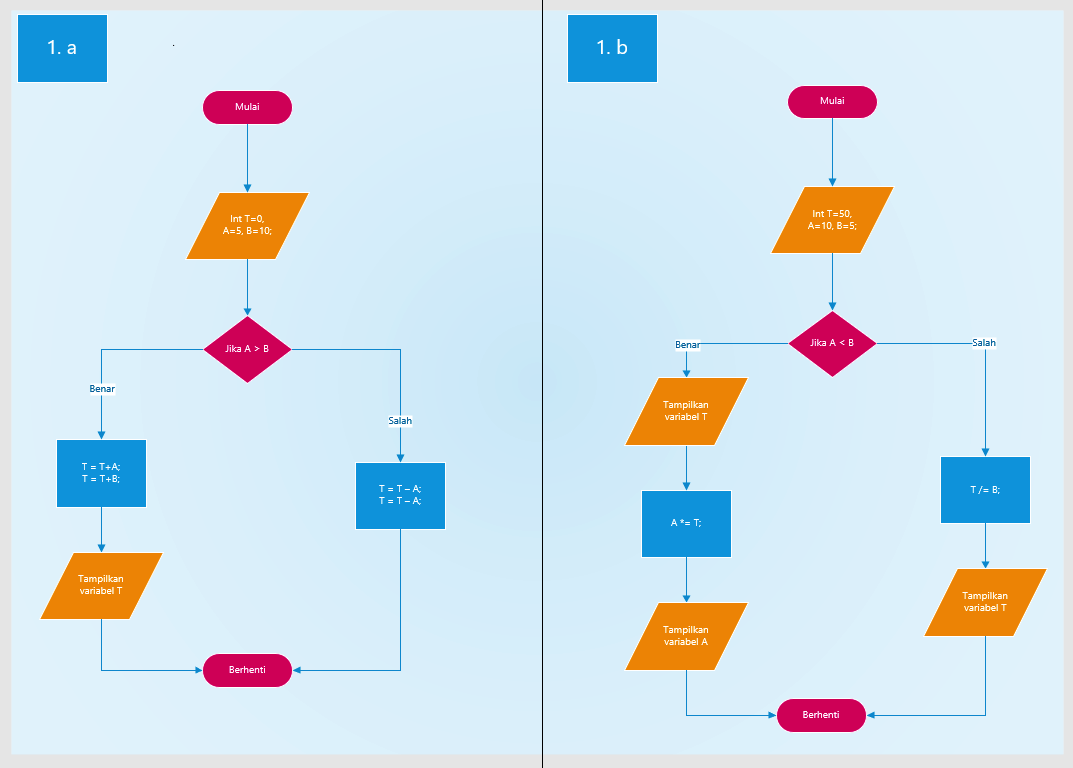 1. a
Mulai
Int T=0,
A=5, B=10;
Jika A > B
Benar
Salah
T = T+A;
T = T+B;
T = T – A;
T = T – A;
Tampilkan
variabel T
Berhenti
1. b
Mulai
Int T=50,
A=10, B=5;
Jika A < B
Benar
Salah
Tampilkan
variabel T
A *= T;
T /= B;
Tampilkan
variabel A
Tampilkan
variabel T
Berhenti